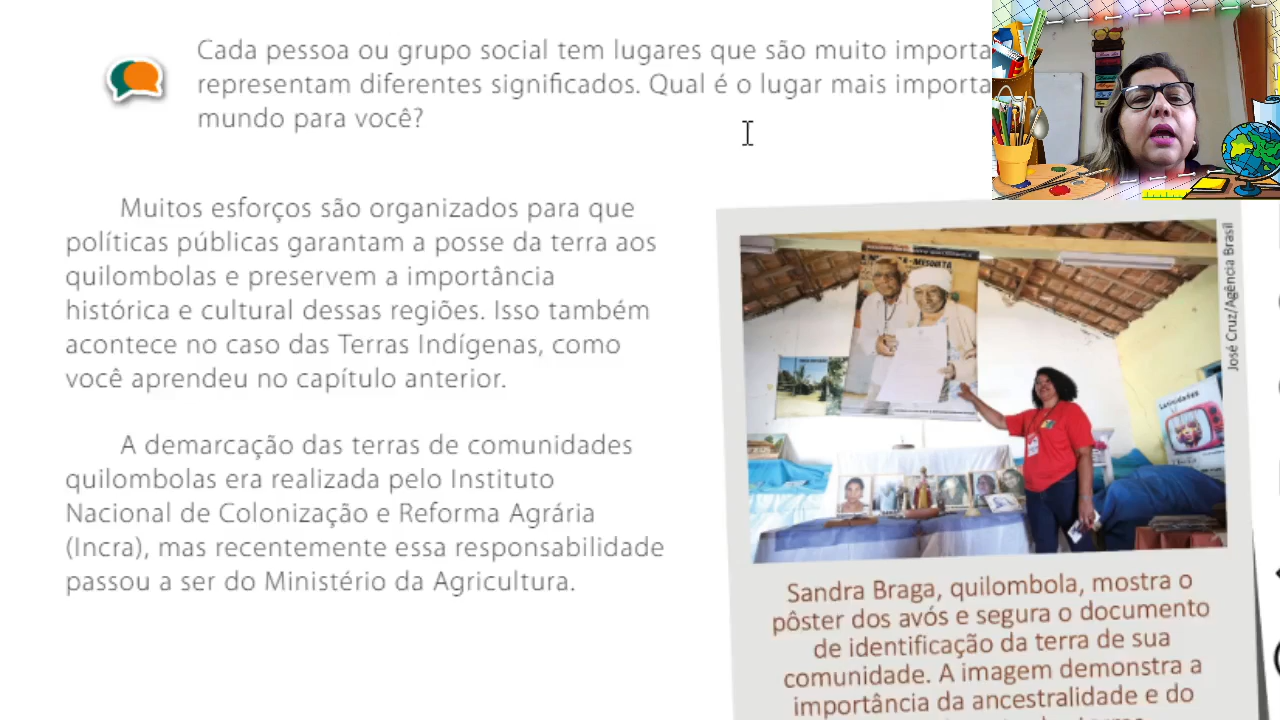 Cada pessoa ou grupo social tem lugares que são muito importa
representam diferentes significados. Qual é o lugar mais importa
mundo para você?
Muitos esforços são organizados para que
políticas públicas garantam a posse da terra aos
quilombolas e preservem a importância
histórica e cultural dessas regiões. Isso também
acontece no caso das Terras Indígenas, como
você aprendeu no capítulo anterior.
A demarcação das terras de comunidades
quilombolas era realizada pelo Instituto
Nacional de Colonização e Reforma Agrária
(Incra), mas recentemente essa responsabilidade
passou a ser do Ministério da Agricultura.
MESQUITA
José Cruz/Agência Brasil
Sandra Braga, quilombola, mostra o
pôster dos avós e segura o documento
de identificação da terra de sua
comunidade. A imagem demonstra a
importância da ancestralidade e do